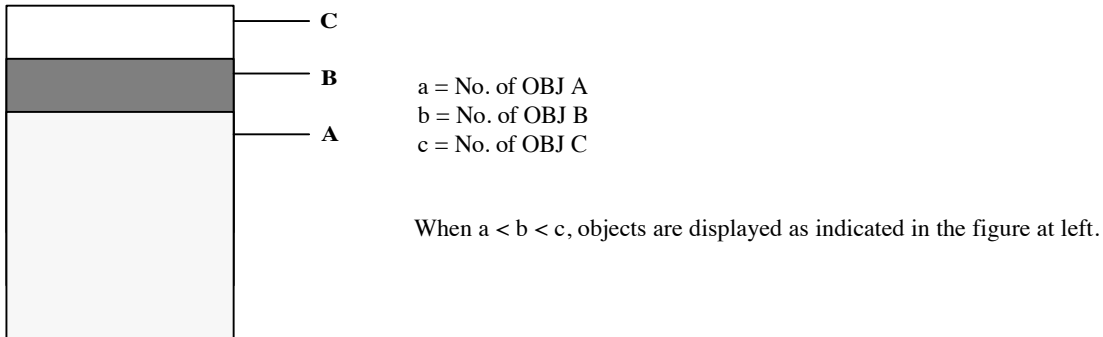 C
B
A
a = No. of OBJ A
b = No. of OBJ B
c = No. of OBJ C
When a < b < c, objects are displayed as indicated in the figure at left.